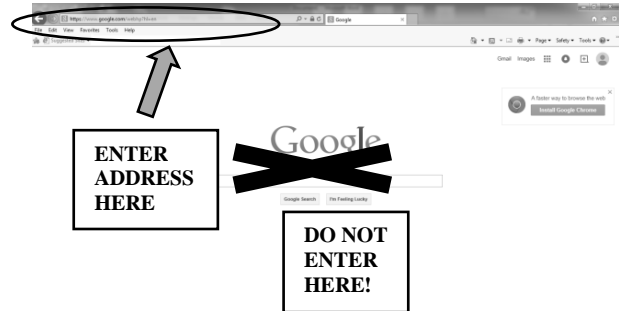 https://www.google.com/webhp?hl=en
Google
File Edit View Favorites Tools Help
Page Safety Tools
Gmail Images
A faster way to browse the web
Install Google Chrome
Google
ENTER
ADDRESS
HERE
Google Search I'm Feeling Lucky
DO NOT
ENTER
HERE!